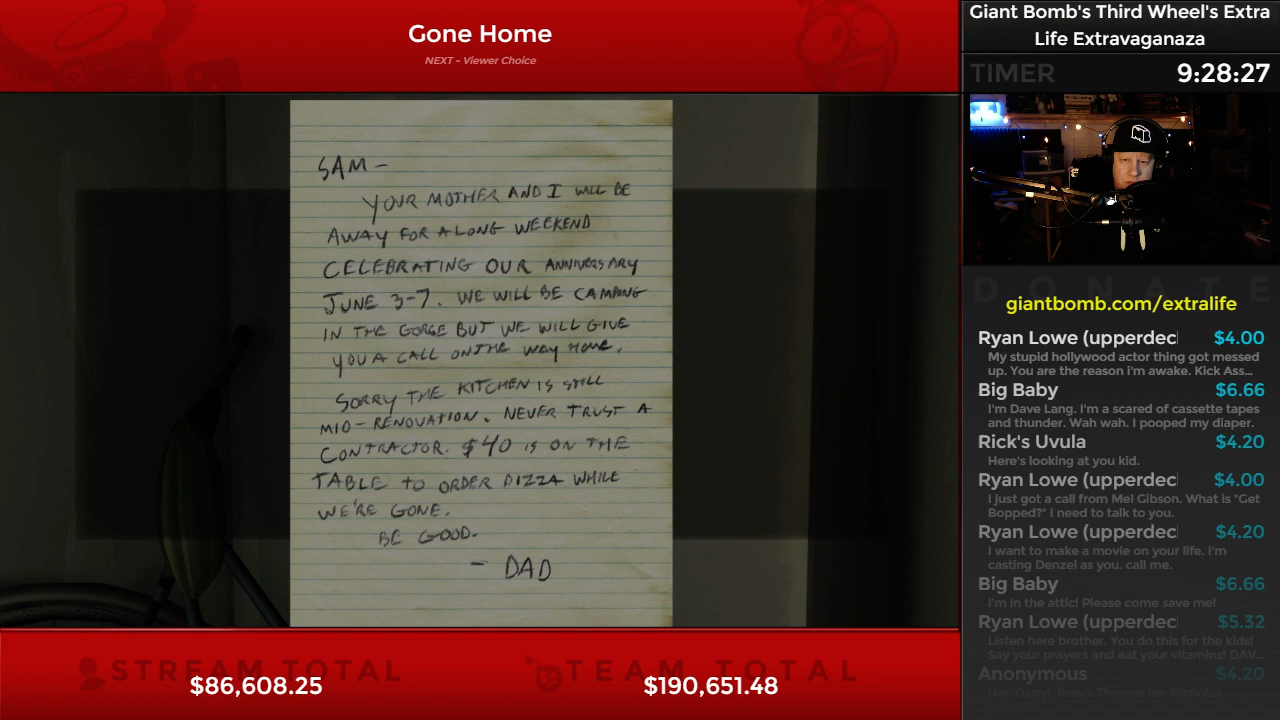 Gone Home
NEXT - Viewer Choice
SAM -
YOUR MOTHER AND I WILL BE
AWAY FOR A LONG WEEKEND
CELEBRATING OUR ANNIVERSARY
JUNE 3-7. WE WILL BE CAMPING
IN THE GORGE BUT WE WILL GIVE
YOU A CALL ON THE WAY HOME.
SORRY THE KITCHEN IS STILL
MID-RENOVATION. NEVER TRUST A
CONTRACTOR. $40 IS ON THE
TABLE TO ORDER PIZZA WHILE
WE'RE GONE.
BE GOOD.
- DAD
STREAM TOTAL
$86,608.25
TEAM TOTAL
$190,651.48
Giant Bomb's Third Wheel's Extra
Life Extravaganaza
TIMER
9:28:27
DONATE
giantbomb.com/extralife
Ryan Lowe (upperdec $4.00
My stupid hollywood actor thing got messed
up. You are the reason i'm awake. Kick Ass...
Big Baby $6.66
I'm Dave Lang. I'm a scared of cassette tapes
and thunder. Wah wah. I pooped my diaper.
Rick's Uvula $4.20
Here's looking at you kid.
Ryan Lowe (upperdec $4.00
I just got a call from Mel Gibson. What is "Get
Bopped?" I need to talk to you.
Ryan Lowe (upperdec $4.20
I want to make a movie on your life. I'm
casting Denzel as you. call me.
Big Baby $6.66
I'm in the attic! Please come save me!
Ryan Lowe (upperdec $5.32
Listen here brother. You do this for the kids!
Say your prayers and eat your vitamins! DAV...
Anonymous $4.20